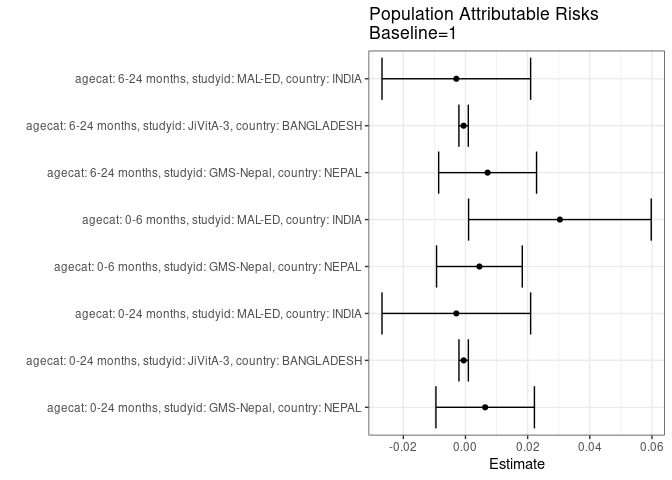 Population Attributable Risks
Baseline=1
agecat: 6-24 months, studyid: MAL-ED, country: INDIA
agecat: 6-24 months, studyid: JiVitA-3, country: BANGLADESH
agecat: 6-24 months, studyid: GMS-Nepal, country: NEPAL
agecat: 0-6 months, studyid: MAL-ED, country: INDIA
agecat: 0-6 months, studyid: GMS-Nepal, country: NEPAL
agecat: 0-24 months, studyid: MAL-ED, country: INDIA
agecat: 0-24 months, studyid: JiVitA-3, country: BANGLADESH
agecat: 0-24 months, studyid: GMS-Nepal, country: NEPAL
-0.02 0.00 0.02 0.04 0.06
Estimate